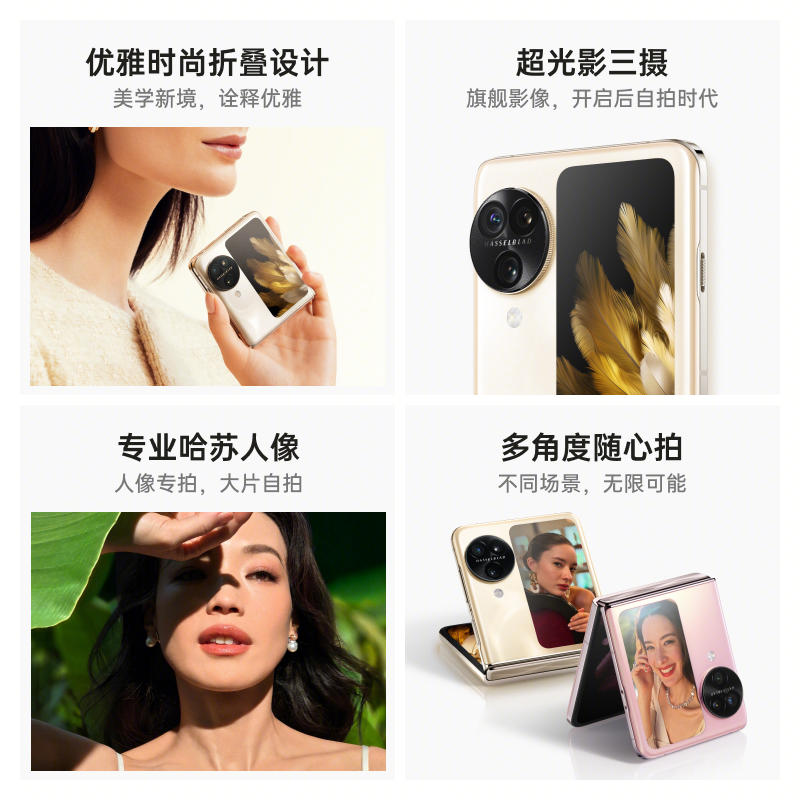 优雅时尚折叠设计
美学新境，诠释优雅
超光影三摄
旗舰影像，开启后自拍时代
HASSELBLAD
专业哈苏人像
人像专拍，大片自拍
多角度随心拍
不同场景，无限可能
HASSELBLAD
HASSELBLAD